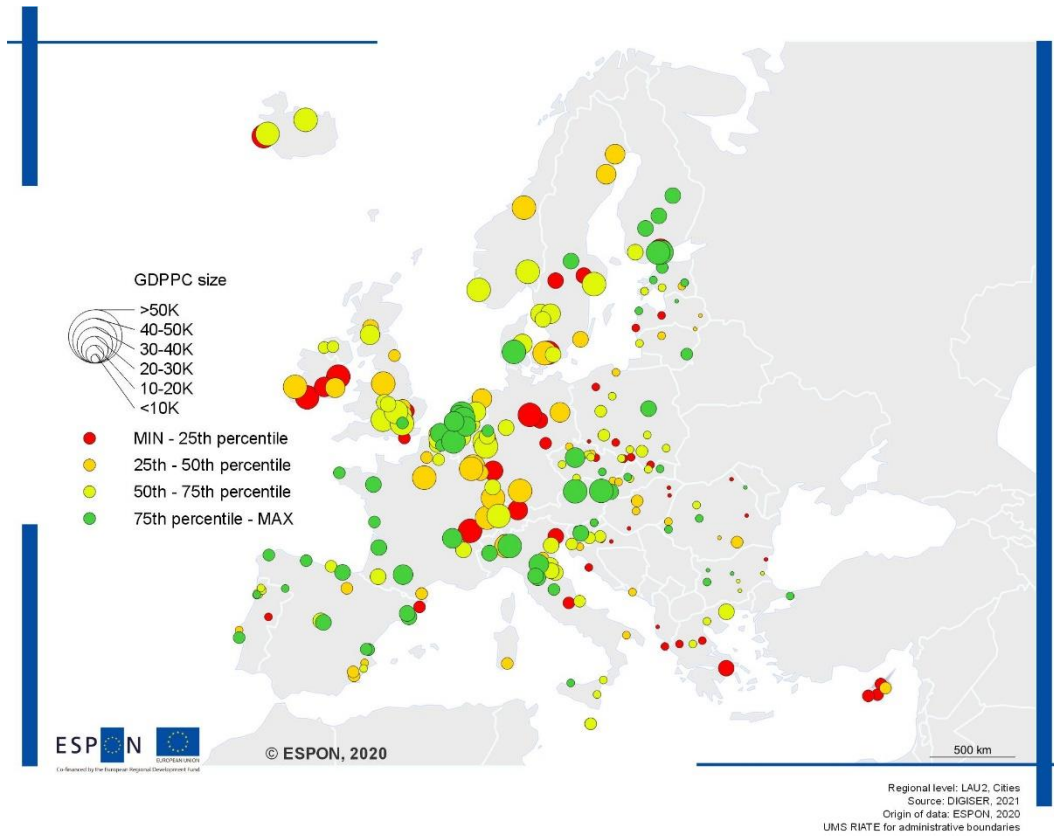 GDPPC size
>50K
40-50K
30-40K
20-30K
10-20K
<10K
MIN - 25th percentile
25th - 50th percentile
50th - 75th percentile
75th percentile - MAX
ESPON
EUROPEAN UNION
Co-financed by the European Regional Development Fund
© ESPON, 2020
500 km
Regional level: LAU2, Cities
Source: DIGISER, 2021
Origin of data: ESPON, 2020
UMS RIATE for administrative boundaries